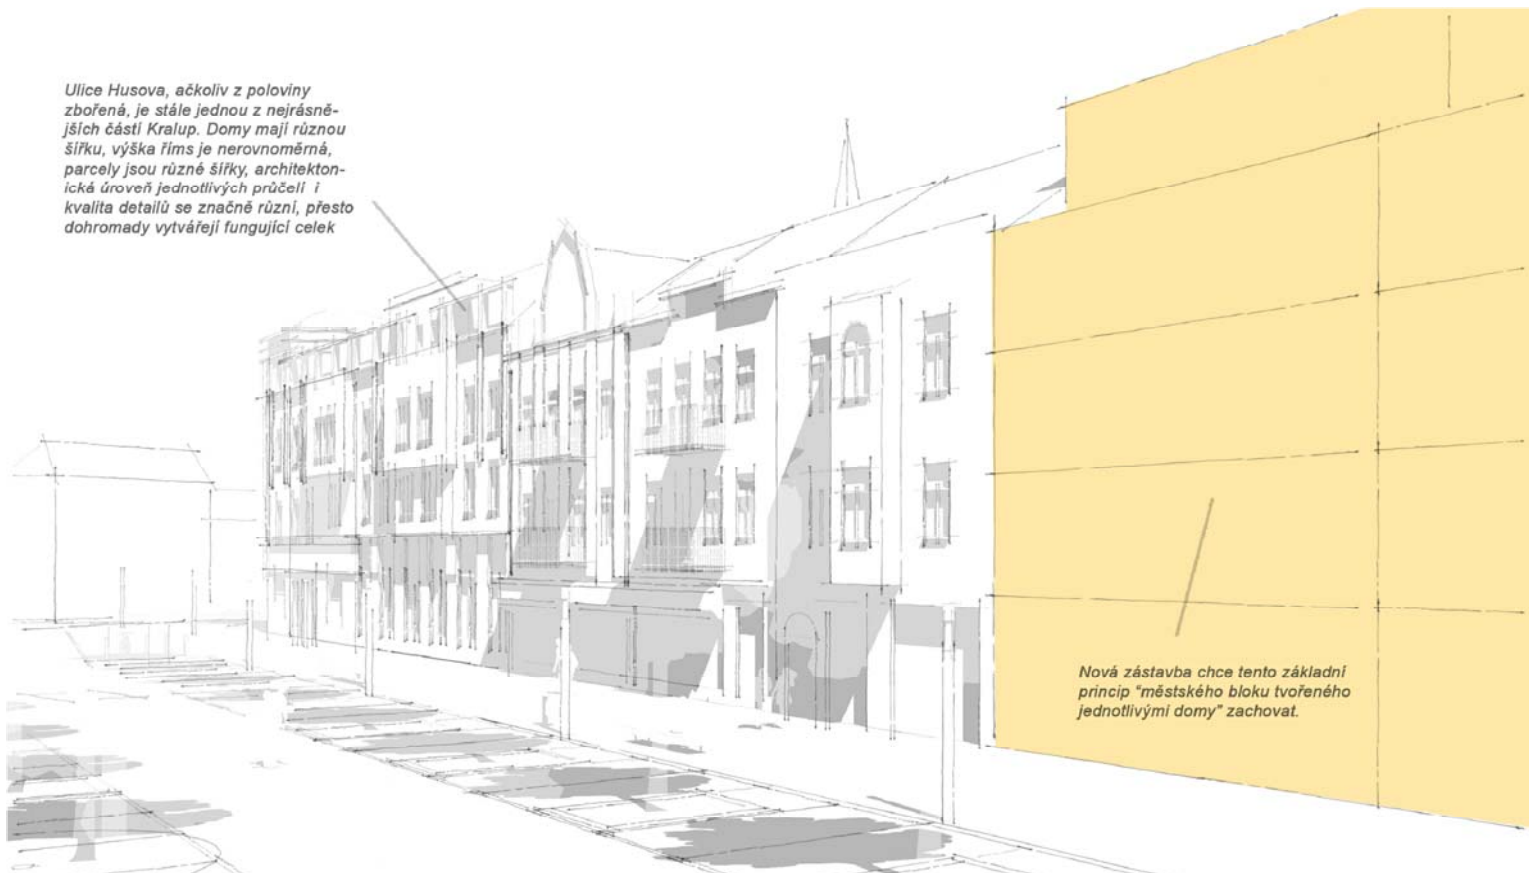 Ulice Husova, ačkoliv z poloviny
zbořená, je stále jednou z nejrásně-
jších částí Kralup. Domy mají různou
šířku, výška říms je nerovnoměrná,
parcely jsou různé šířky, architekton-
ická úroveň jednotlivých průčelí i
kvalita detailů se značně různí, přesto
dohromady vytvářejí fungující celek
Nová zástavba chce tento základní
princip "městského bloku tvořeného
jednotlivými domy" zachovat.